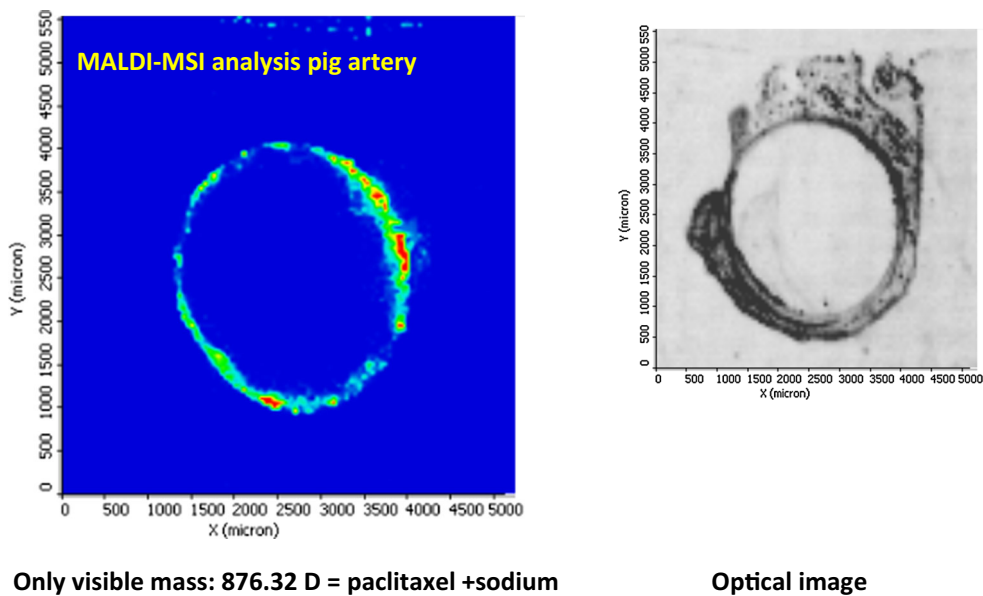 MALDI-MSI analysis pig artery
Y (micron)
5000 550
4500
4000
3500
3000
2500
2000
1500
1000
500
0
0 500 1000 1500 2000 2500 3000 3500 4000 4500 5000
X (micron)
Only visible mass: 876.32 D = paclitaxel +sodium
Y (micron)
5000 550
4500
4000
3500
3000
2500
2000
1500
1000
500
0
0 500 1000 1500 2000 2500 3000 3500 4000 4500 5000
X (micron)
Optical image